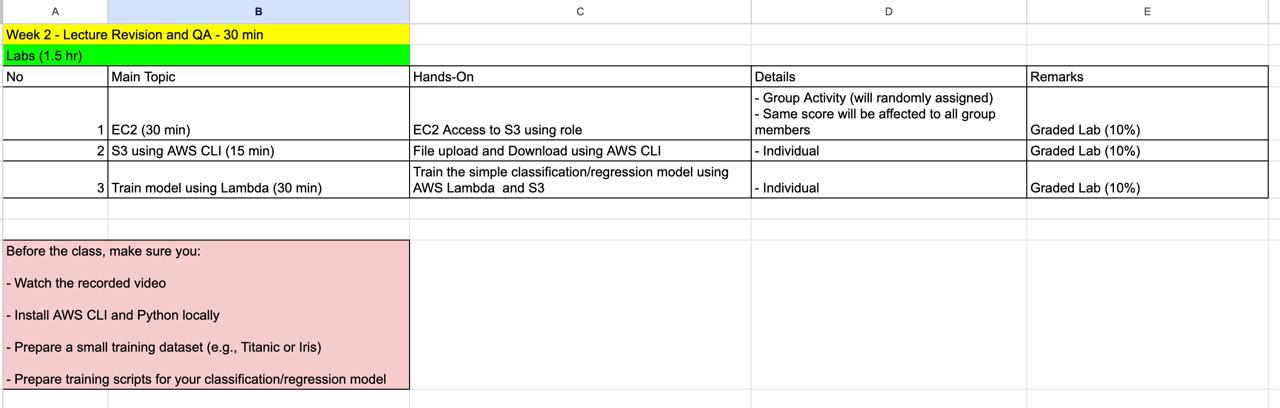 A B C D E
Week 2 - Lecture Revision and QA - 30 min
Labs (1.5 hr)
No Main Topic Hands-On Details Remarks
1 EC2 (30 min) EC2 Access to S3 using role - Group Activity (will randomly assigned)
- Same score will be affected to all group
members Graded Lab (10%)
2 S3 using AWS CLI (15 min) File upload and Download using AWS CLI - Individual Graded Lab (10%)
3 Train model using Lambda (30 min) Train the simple classification/regression model using
AWS Lambda  and S3 - Individual Graded Lab (10%)
Before the class, make sure you:
- Watch the recorded video
- Install AWS CLI and Python locally
- Prepare a small training dataset (e.g., Titanic or Iris)
- Prepare training scripts for your classification/regression model